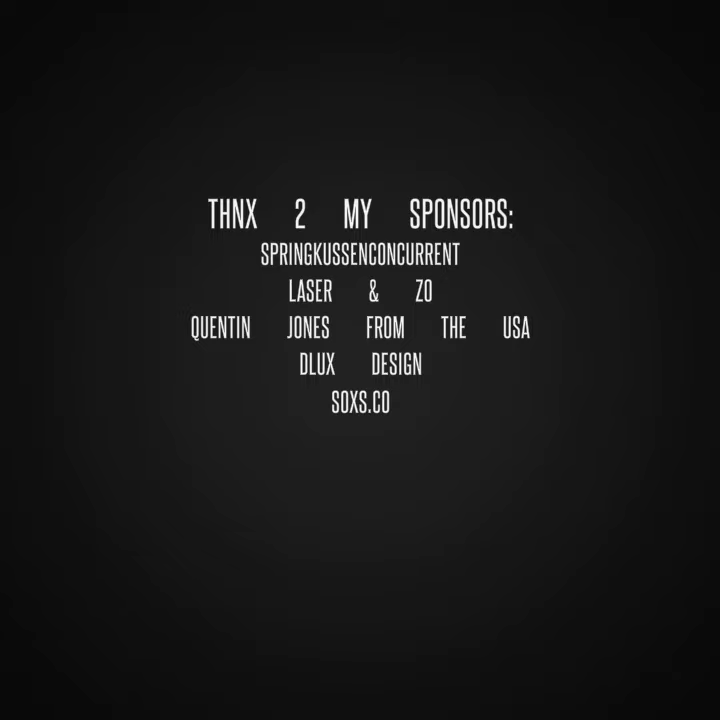 THNX 2 MY SPONSORS:
SPRINGKUSSENCONCURRENT
LASER & ZO
QUENTIN JONES FROM THE USA
DLUX DESIGN
SOXS.CO